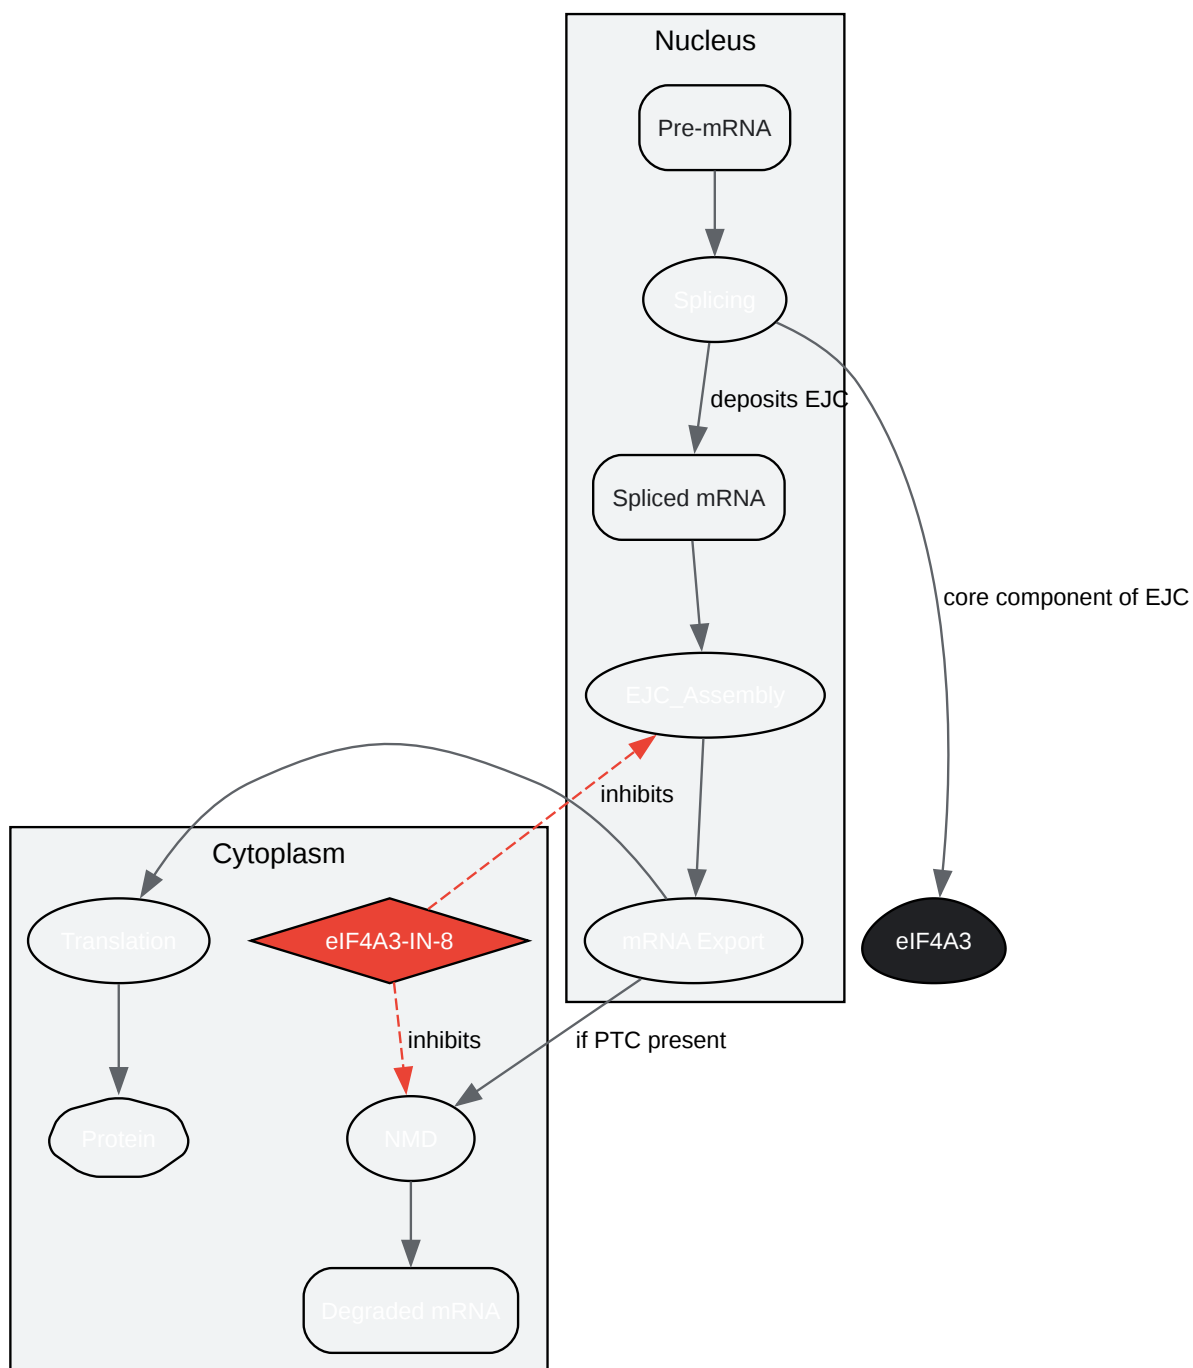 Nucleus
Pre-mRNA
Splicing
deposits EJC
Spliced mRNA
core component of EJC
EJC_Assembly
inhibits
Cytoplasm
Translation
eIF4A3-IN-8
mRNA Export
eIF4A3
inhibits
if PTC present
Protein
NMD
Degraded mRNA